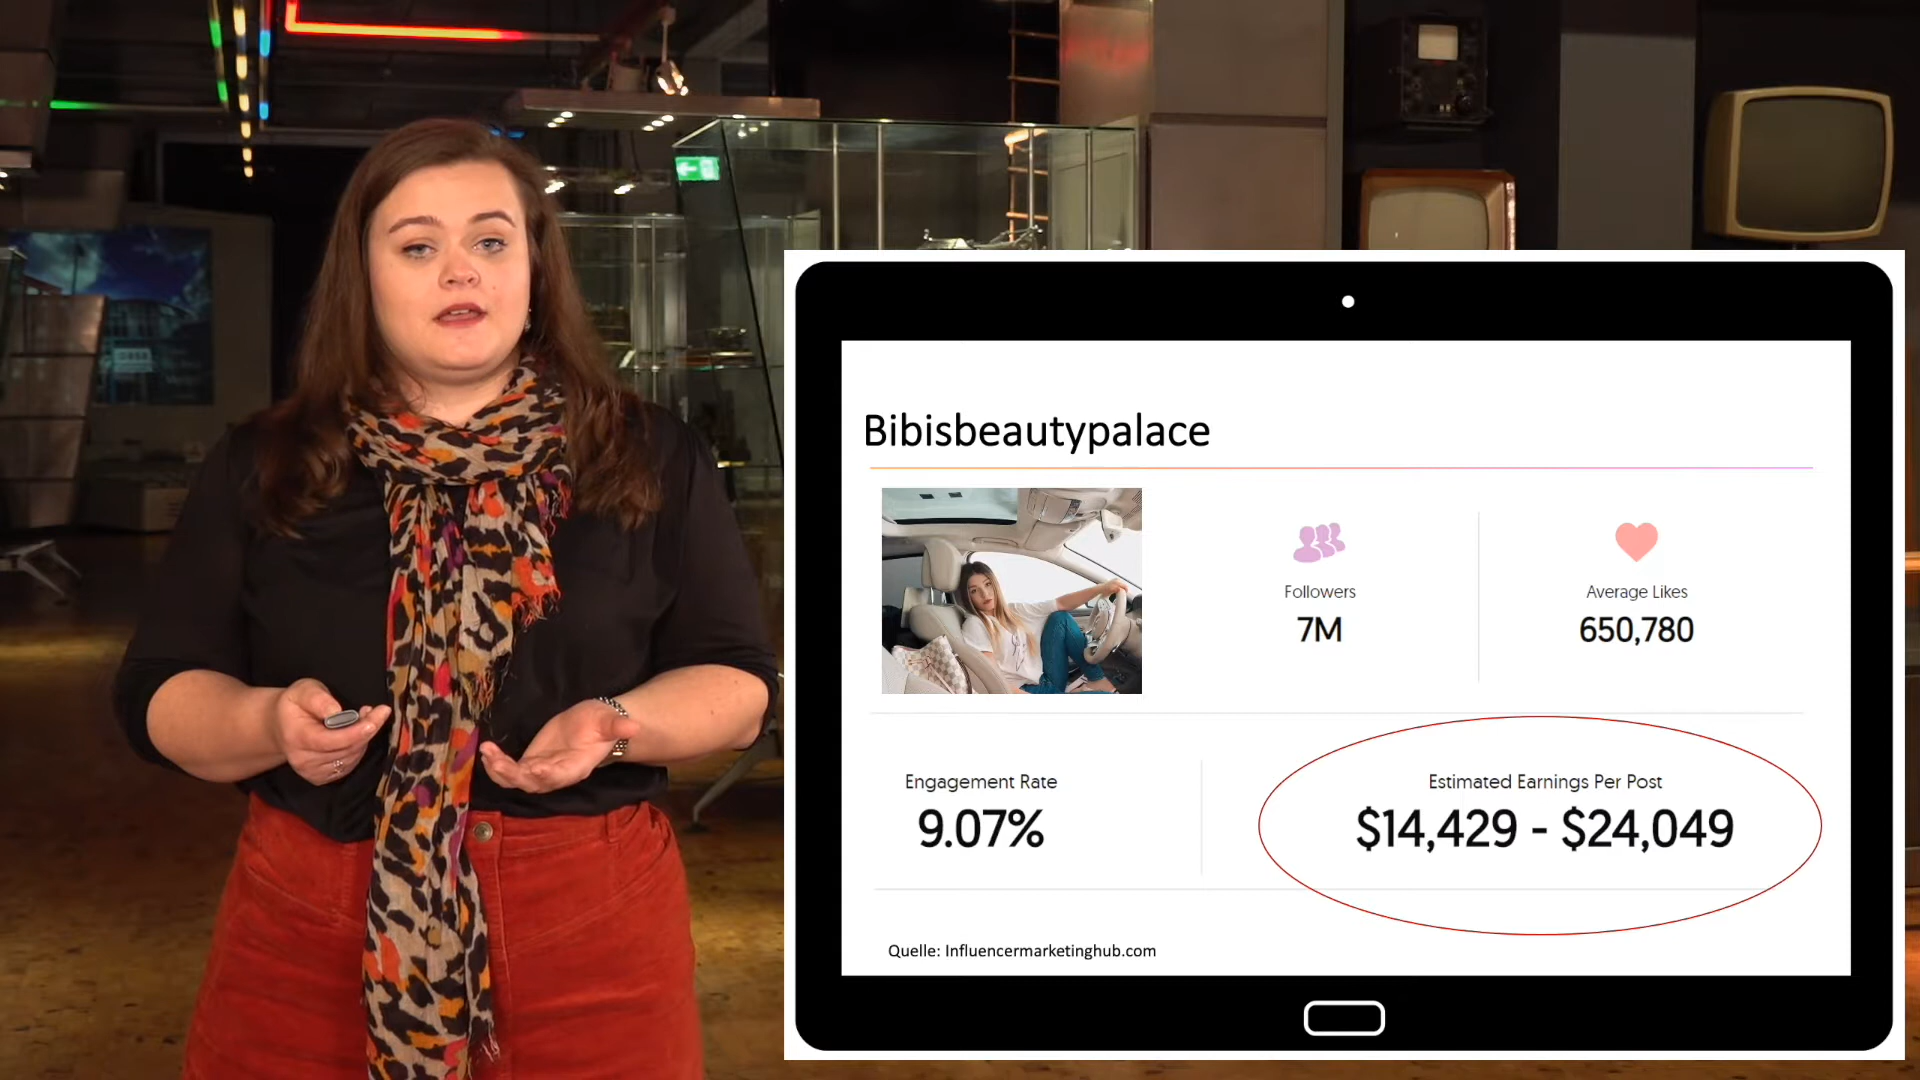 Bibisbeautypalace
Followers
7M
Average Likes
650,780
Engagement Rate
9.07%
Estimated Earnings Per Post
$14,429 - $24,049
Quelle: Influencermarketinghub.com